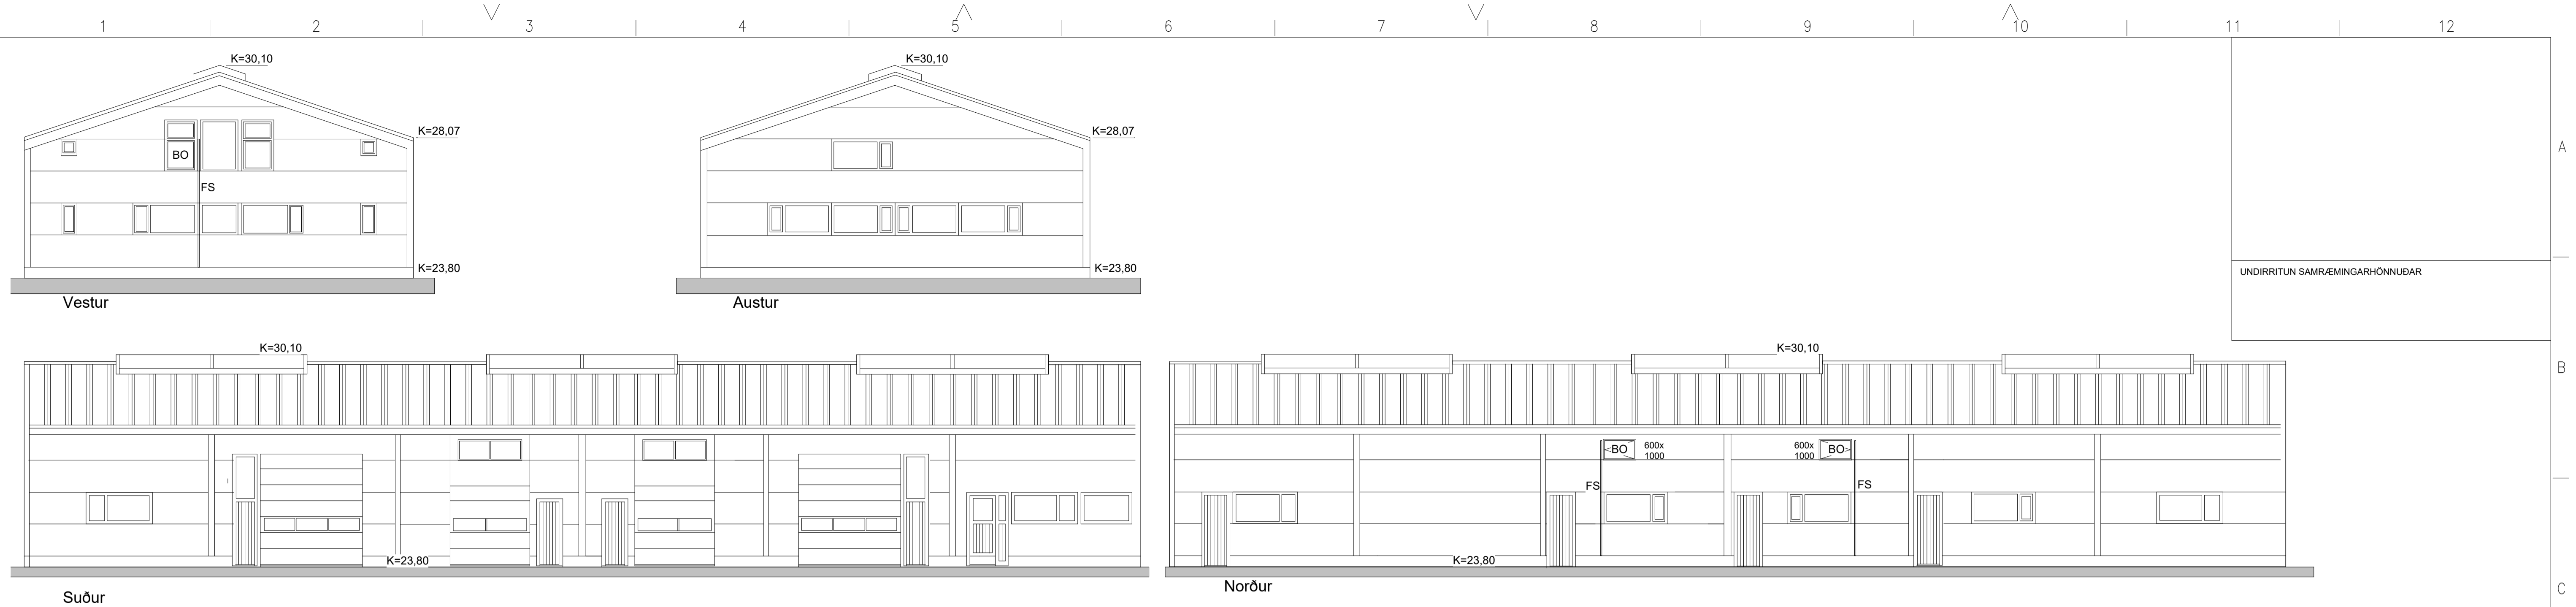 1 2 3 4 5 6 7 8 9 10 11 12
K=30,10
K=28,07
BO
FS
K=23,80
Vestur
K=30,10
K=28,07
K=23,80
Austur
A
UNDIRRITUN SAMRÆMINGARHÖNNUÐAR
K=30,10
K=23,80
Suður
K=30,10
BO
600x
1000
600x
1000
BO
FS
FS
K=23,80
Norður
B
C